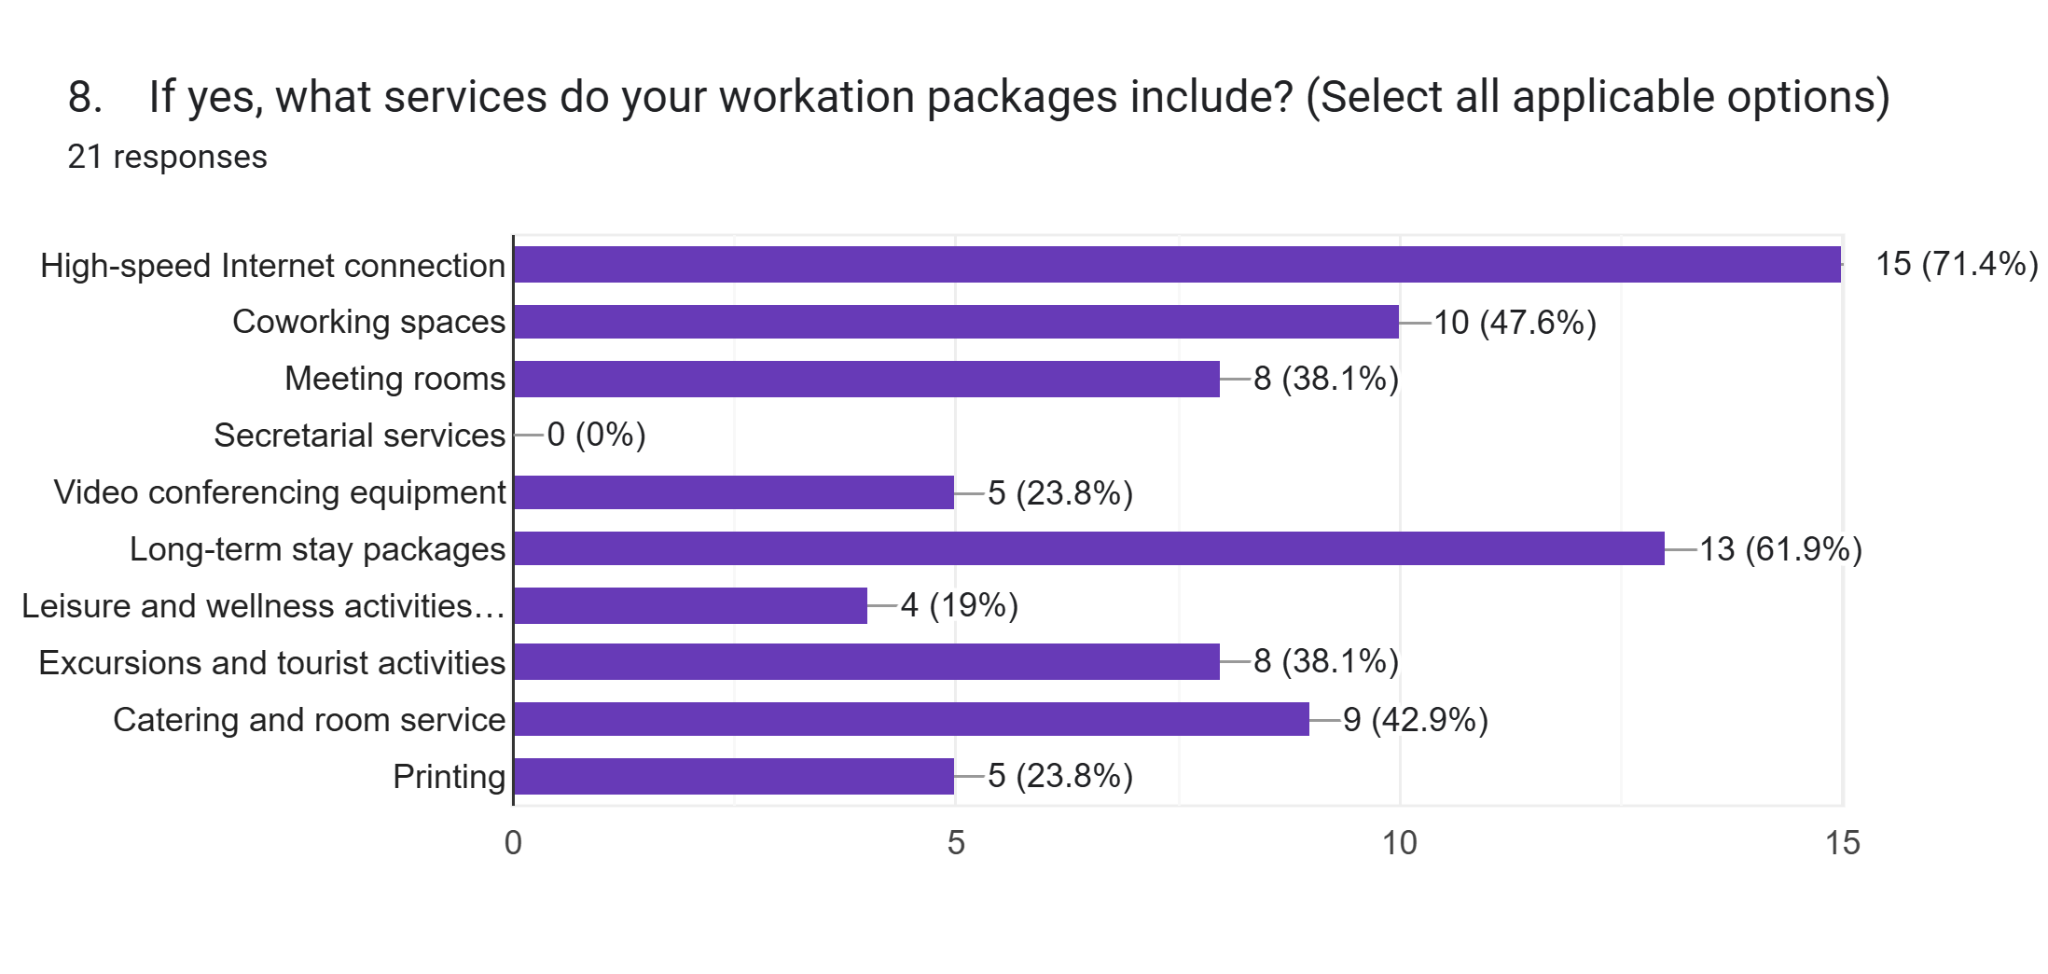 8. If yes, what services do your workation packages include? (Select all applicable options)
21 responses
High-speed Internet connection 15 (71.4%)
Coworking spaces 10 (47.6%)
Meeting rooms 8 (38.1%)
Secretarial services 0 (0%)
Video conferencing equipment 5 (23.8%)
Long-term stay packages 13 (61.9%)
Leisure and wellness activities… 4 (19%)
Excursions and tourist activities 8 (38.1%)
Catering and room service 9 (42.9%)
Printing 5 (23.8%)
0 5 10 15